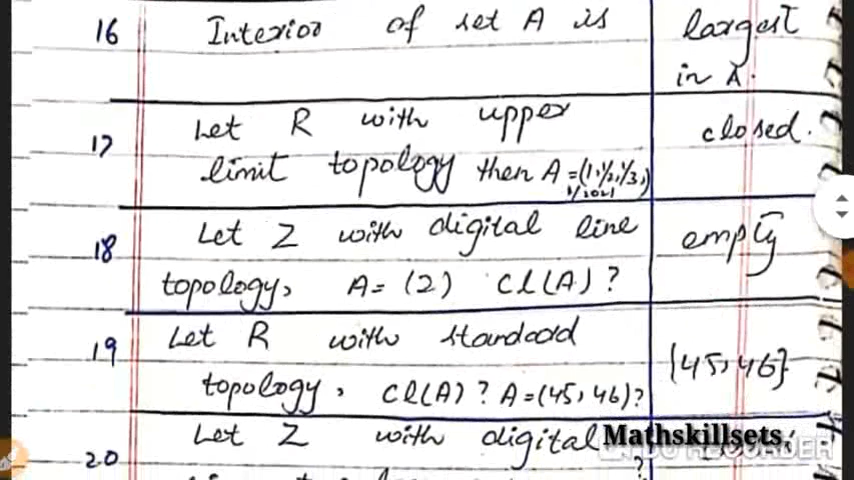 16 Interior of set A is largest
in A.
17 Let R with upper closed.
limit topology then A=(1,1/2,1/3,)
1/2021
18 Let Z with digital line empty
topology, A= (2) Cl(A) ?
19 Let R with standard
topology, Cl(A)? A=(45,46)? {45,46}
20 Let Z with digital
Mathskillsets.
?